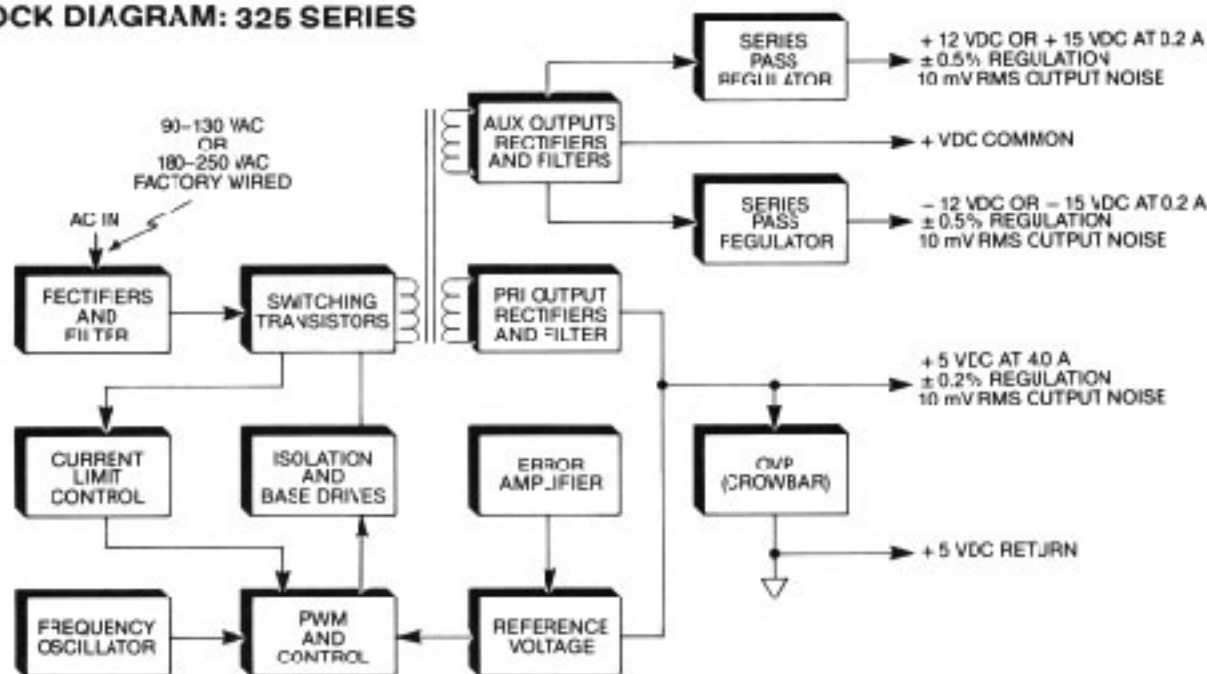 OCK DIAGRAM: 325 SERIES
90–130 VAC
OR
180–250 VAC
FACTORY WIRED
AC IN
RECTIFIERS
AND
FILTER
SWITCHING
TRANSISTORS
AUX OUTPUTS
RECTIFIERS
AND FILTERS
SERIES
PASS
REGULATOR
+ 12 VDC OR + 15 VDC AT 0.2 A
± 0.5% REGULATION
10 mV RMS OUTPUT NOISE
+ VDC COMMON
SERIES
PASS
REGULATOR
– 12 VDC OR – 15 VDC AT 0.2 A
± 0.5% REGULATION
10 mV RMS OUTPUT NOISE
PRI OUTPUT
RECTIFIERS
AND FILTER
+ 5 VDC AT 4.0 A
± 0.2% REGULATION
10 mV RMS OUTPUT NOISE
CURRENT
LIMIT
CONTROL
ISOLATION
AND
BASE DRIVES
ERROR
AMPLIFIER
OVP
(CROWBAR)
+ 5 VDC RETURN
FREQUENCY
OSCILLATOR
PWM
AND
CONTROL
REFERENCE
VOLTAGE